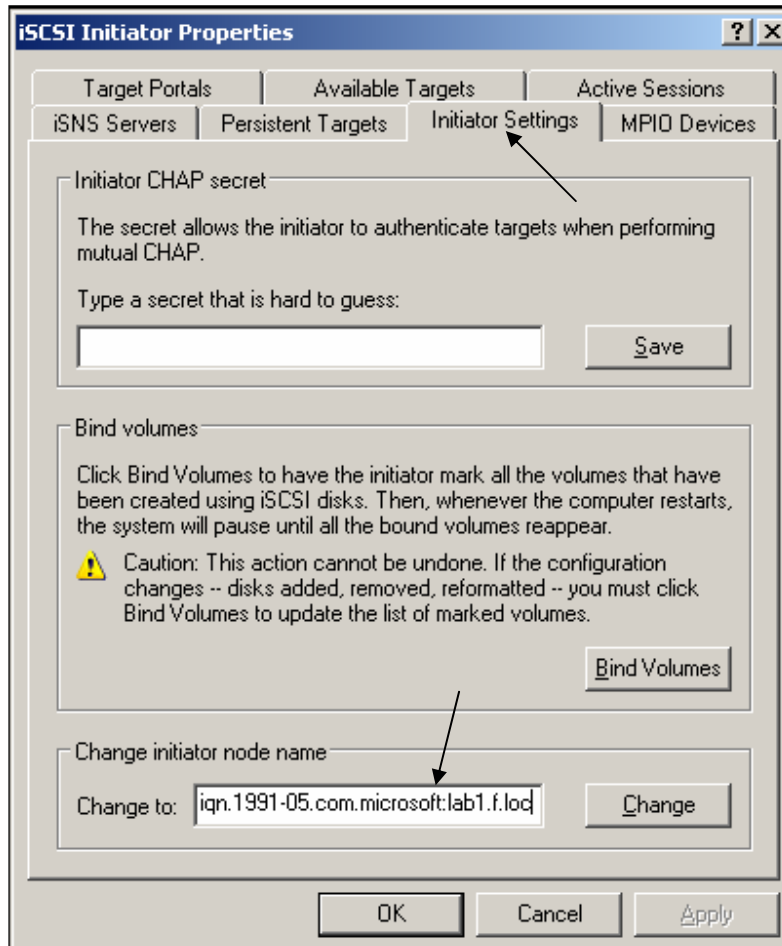 iSCSI Initiator Properties
Target Portals Available Targets Active Sessions
iSNS Servers Persistent Targets Initiator Settings MPIO Devices
Initiator CHAP secret
The secret allows the initiator to authenticate targets when performing
mutual CHAP.
Type a secret that is hard to guess:
Save
Bind volumes
Click Bind Volumes to have the initiator mark all the volumes that have
been created using iSCSI disks. Then, whenever the computer restarts,
the system will pause until all the bound volumes reappear.
Caution: This action cannot be undone. If the configuration
changes -- disks added, removed, reformatted -- you must click
Bind Volumes to update the list of marked volumes.
Bind Volumes
Change initiator node name
Change to: iqn.1991-05.com.microsoft:lab1.f.loc Change
OK Cancel Apply